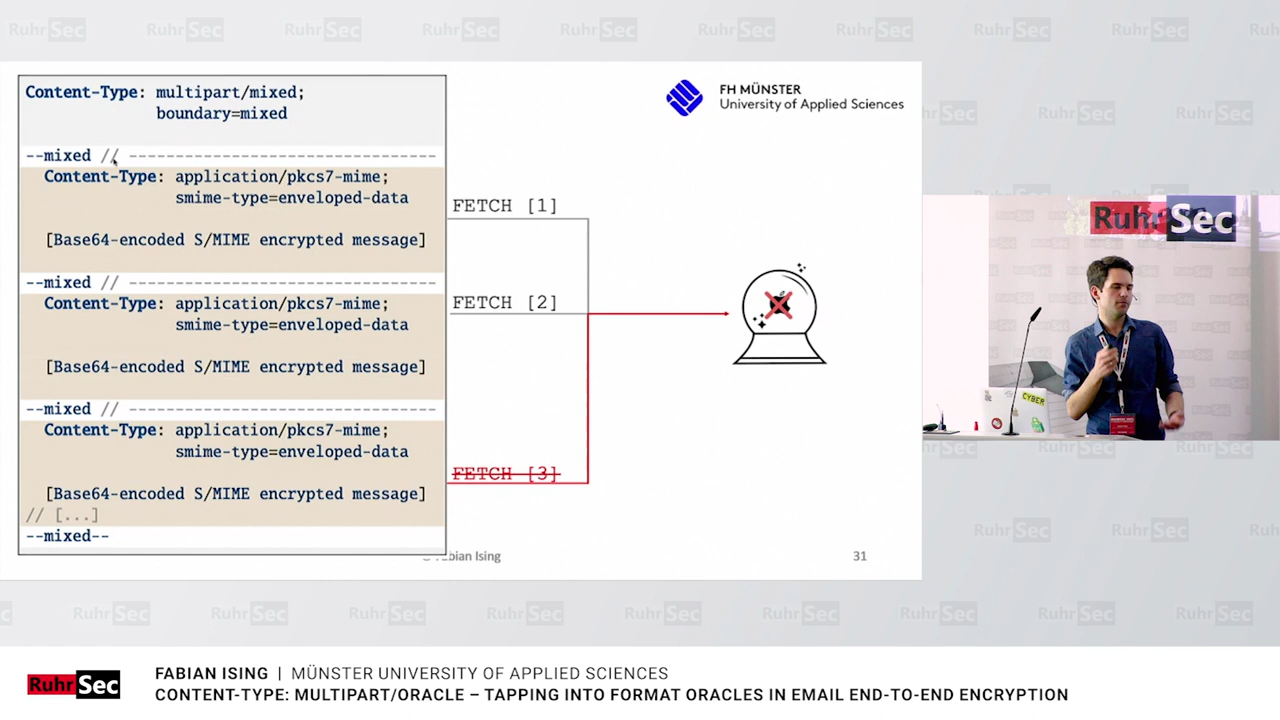 Content-Type: multipart/mixed;
boundary=mixed
--mixed // ---------------------------------
Content-Type: application/pkcs7-mime;
smime-type=enveloped-data
[Base64-encoded S/MIME encrypted message]
--mixed // ---------------------------------
Content-Type: application/pkcs7-mime;
smime-type=enveloped-data
[Base64-encoded S/MIME encrypted message]
--mixed // ---------------------------------
Content-Type: application/pkcs7-mime;
smime-type=enveloped-data
[Base64-encoded S/MIME encrypted message]
// [...]
--mixed--
FETCH [1]
FETCH [2]
FETCH [3]
FH MÜNSTER
University of Applied Sciences
Fabian Ising
31
RuhrSec
CYBER
RuhrSec
FABIAN ISING | MÜNSTER UNIVERSITY OF APPLIED SCIENCES
CONTENT-TYPE: MULTIPART/ORACLE – TAPPING INTO FORMAT ORACLES IN EMAIL END-TO-END ENCRYPTION